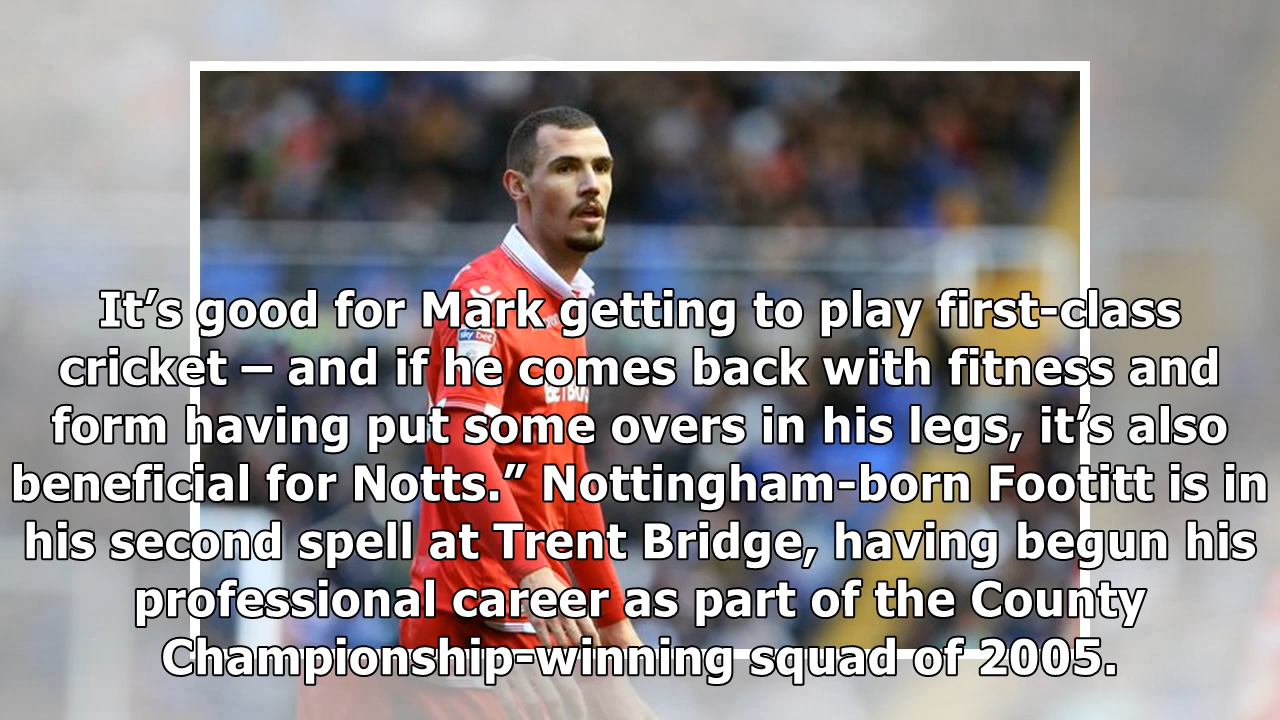 It’s good for Mark getting to play first-class
cricket – and if he comes back with fitness and
form having put some overs in his legs, it’s also
beneficial for Notts.” Nottingham-born Footitt is in
his second spell at Trent Bridge, having begun his
professional career as part of the County
Championship-winning squad of 2005.
sky bet